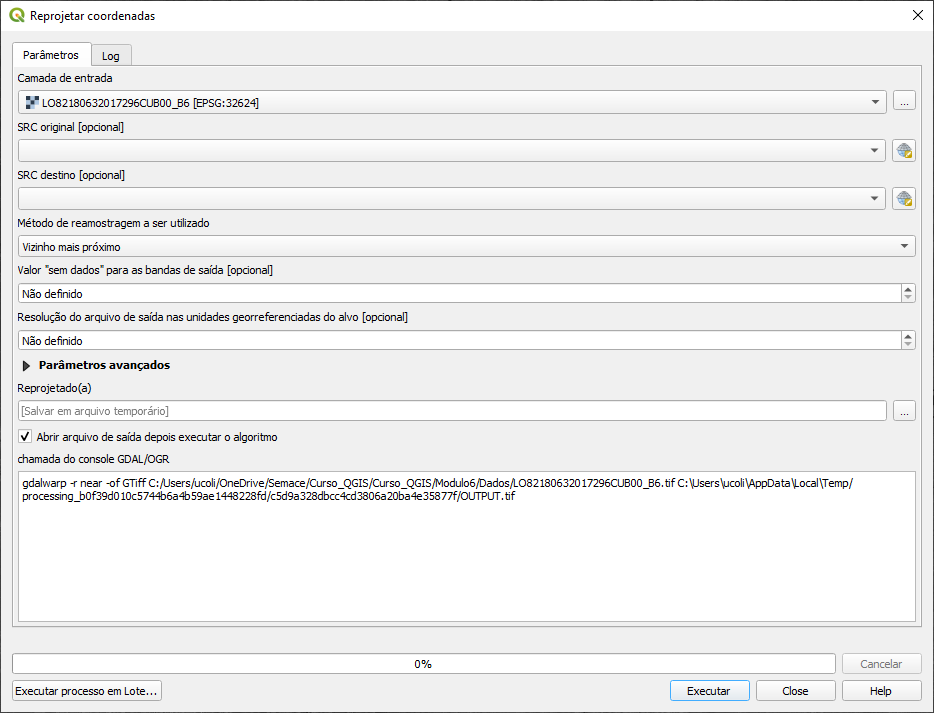 Reprojetar coordenadas
Parâmetros
Log
Camada de entrada
LO82180632017296CUB00_B6 [EPSG:32624]
...
SRC original [opcional]
SRC destino [opcional]
Método de reamostragem a ser utilizado
Vizinho mais próximo
Valor "sem dados" para as bandas de saída [opcional]
Não definido
Resolução do arquivo de saída nas unidades georreferenciadas do alvo [opcional]
Não definido
Parâmetros avançados
Reprojetado(a)
[Salvar em arquivo temporário]
...
Abrir arquivo de saída depois executar o algoritmo
chamada do console GDAL/OGR
gdalwarp -r near -of GTiff C:/Users/ucoli/OneDrive/Semace/Curso_QGIS/Curso_QGIS/Modulo6/Dados/LO82180632017296CUB00_B6.tif C:\Users\ucoli\AppData\Local\Temp/
processing_b0f39d010c5744b6a4b59ae1448228fd/c5d9a328dbcc4cd3806a20ba4e35877f/OUTPUT.tif
0%
Cancelar
Executar processo em Lote...
Executar
Close
Help